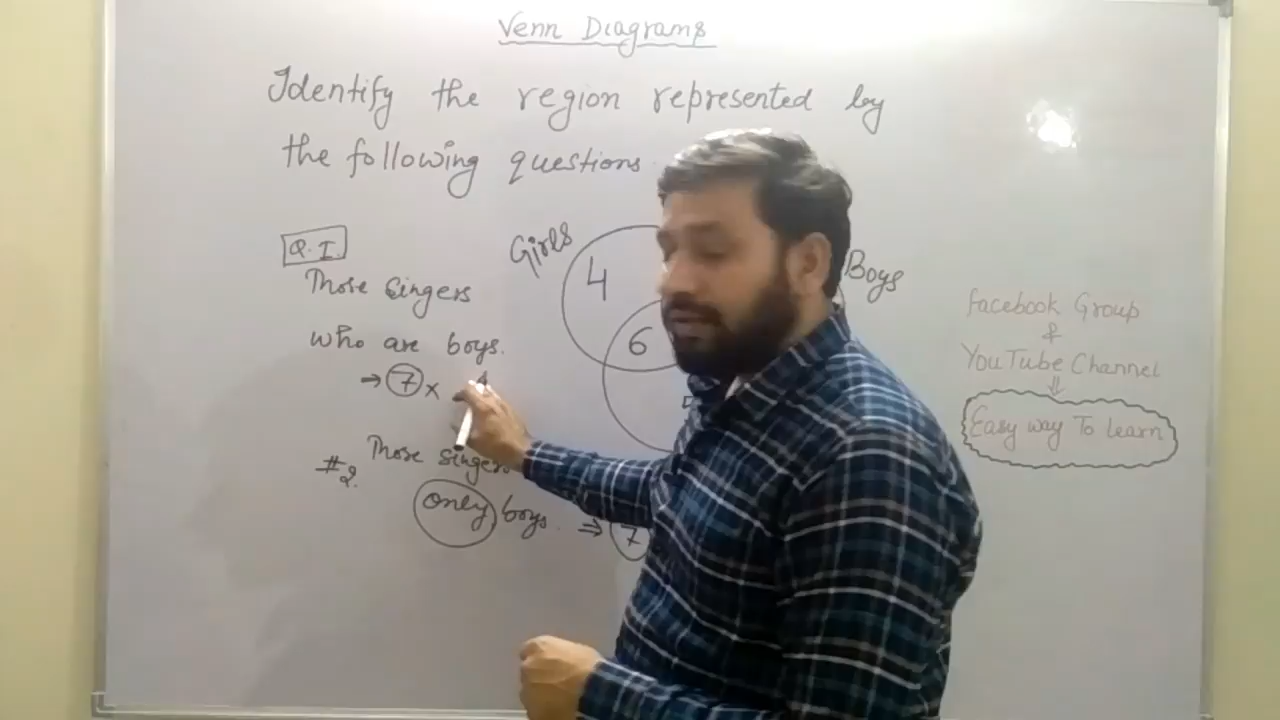 Venn Diagrams
Identify the region represented by
the following questions
Q.I.
Those singers
who are boys.
⇒ 7 ×
#2. Those singers
only boys. ⇒ 7
Girls
Boys
4
6
Facebook Group
&
YouTube Channel
⇓
Easy way To Learn